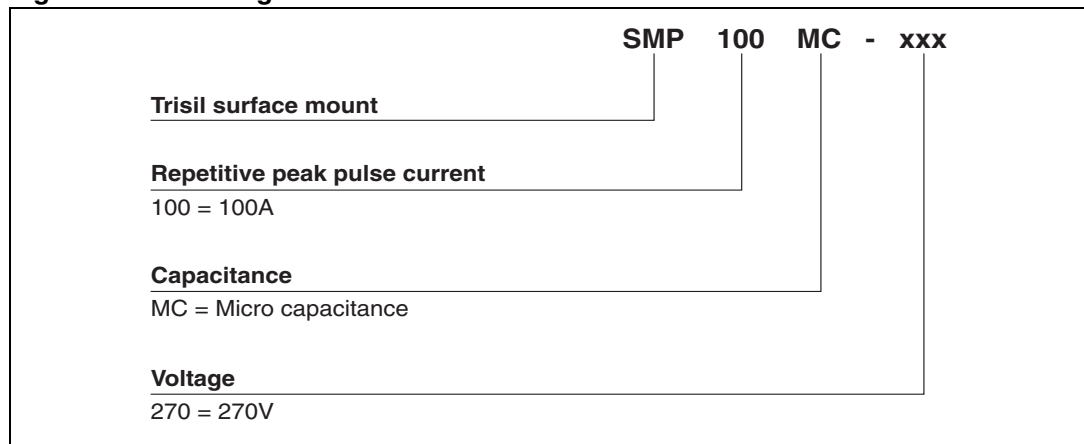 SMP 100 MC - xxx
Trisil surface mount
Repetitive peak pulse current
100 = 100A
Capacitance
MC = Micro capacitance
Voltage
270 = 270V